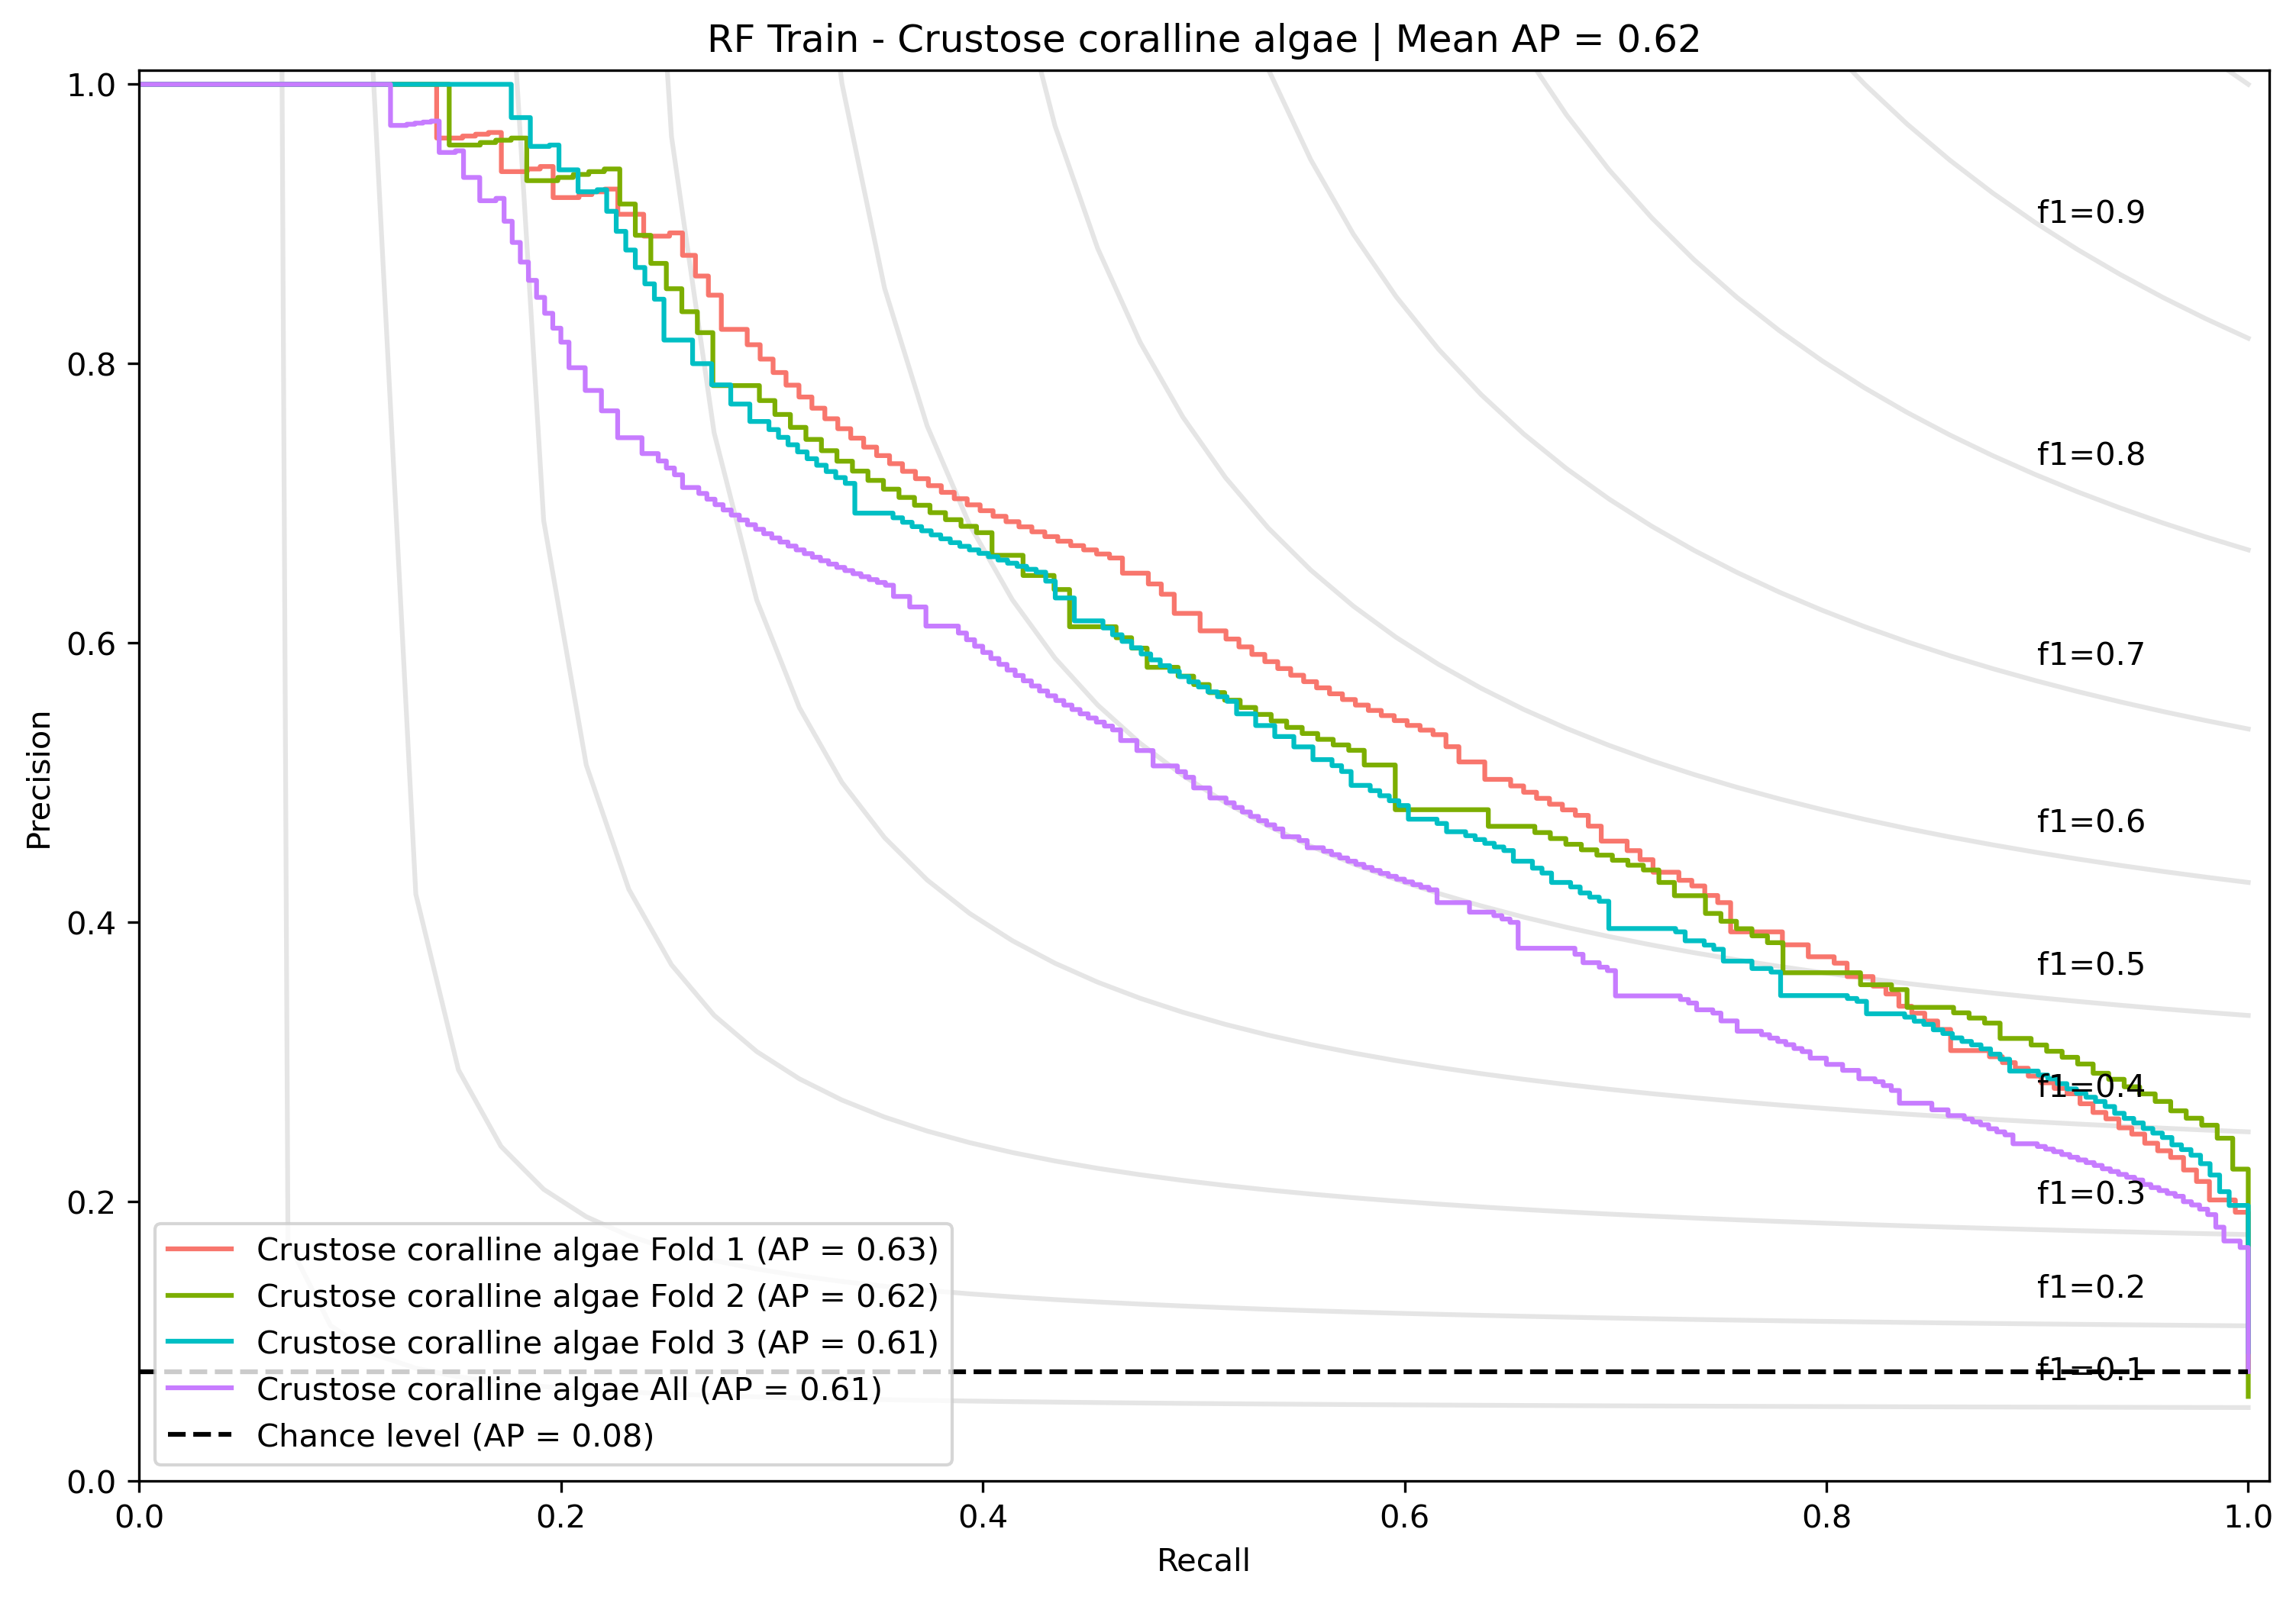 RF Train - Crustose coralline algae | Mean AP = 0.62
1.0
0.8
0.6
0.4
0.2
0.0
Precision
f1=0.9
f1=0.8
f1=0.7
f1=0.6
f1=0.5
f1=0.4
f1=0.3
f1=0.2
f1=0.1
Crustose coralline algae Fold 1 (AP = 0.63)
Crustose coralline algae Fold 2 (AP = 0.62)
Crustose coralline algae Fold 3 (AP = 0.61)
Crustose coralline algae All (AP = 0.61)
Chance level (AP = 0.08)
0.0 0.2 0.4 0.6 0.8 1.0
Recall